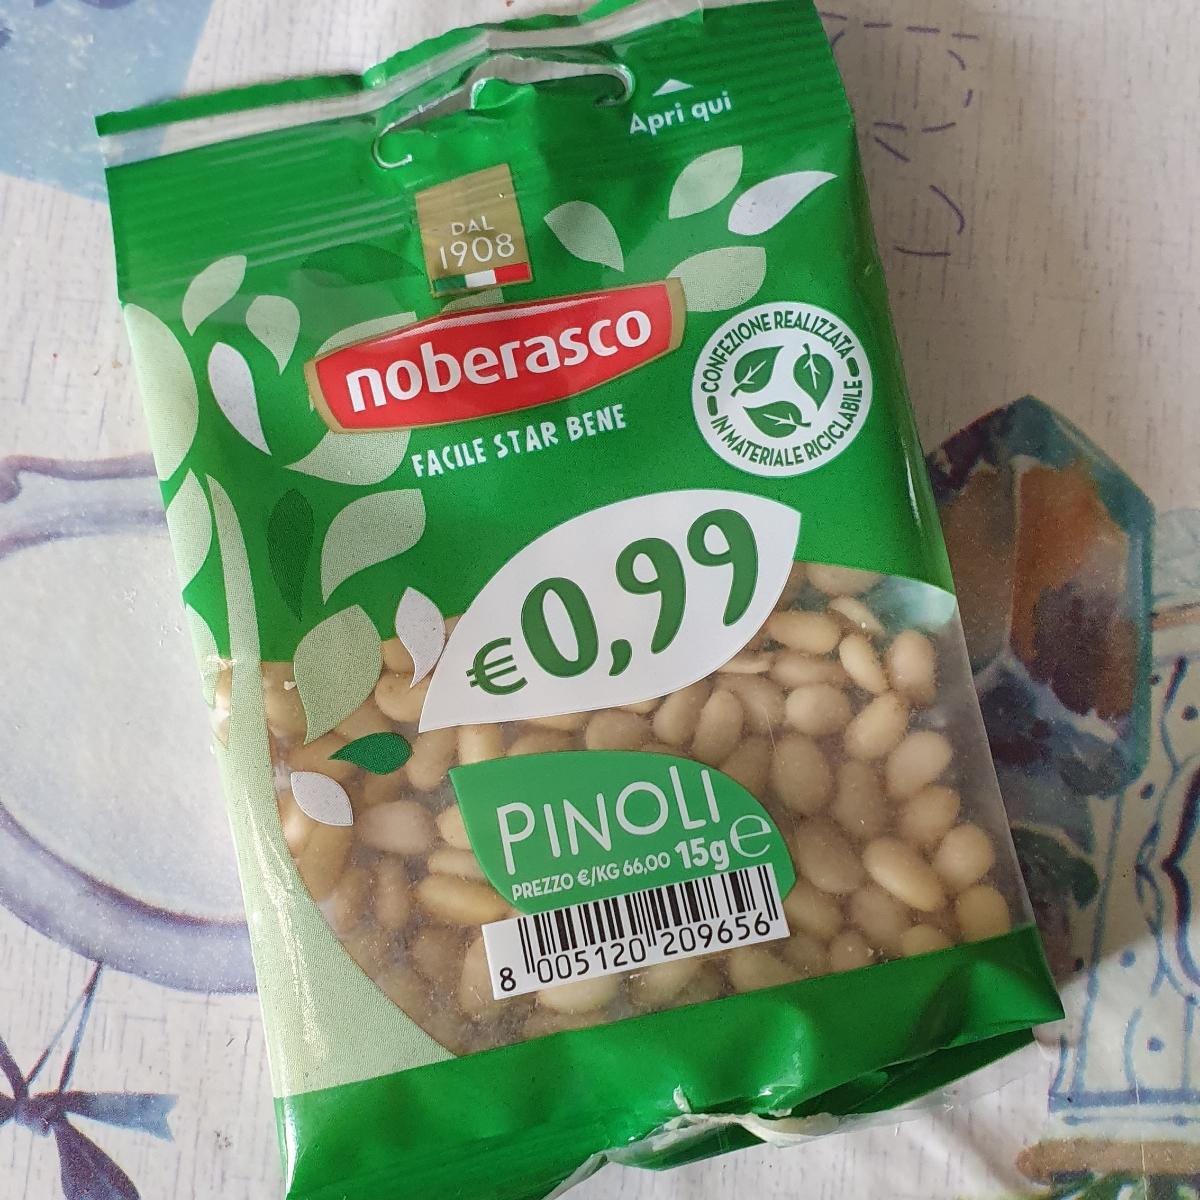 Apri qui
DAL
1908
noberasco
FACILE STAR BENE
CONFEZIONE REALIZZATA
IN MATERIALE RICICLABILE
€0,99
PINOLI
PREZZO €/KG 66,00 15g e
8 005120 209656